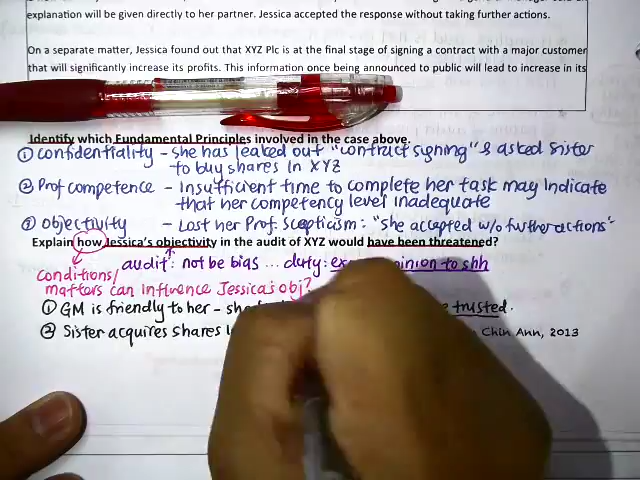 explanation will be given directly to her partner. Jessica accepted the response without taking further actions.
On a separate matter, Jessica found out that XYZ Plc is at the final stage of signing a contract with a major customer
that will significantly increase its profits. This information once being announced to public will lead to increase in its
Identify which Fundamental Principles involved in the case above.
① Confidentiality - She has leaked out "contract signing" & asked sister
to buy shares in XYZ
② Prof competence - Insufficient time to complete her task may indicate
that her competency level inadequate
③ Objectivity - Lost her Prof. Scepticism: "she accepted w/o further actions"
Explain how Jessica's objectivity in the audit of XYZ would have been threatened?
audit: not be bias ... duty: opinion to shh
conditions/
matters can influence Jessica's obj?
① GM is friendly to her - trusted.
② Sister acquires shares Chin Ann, 2013